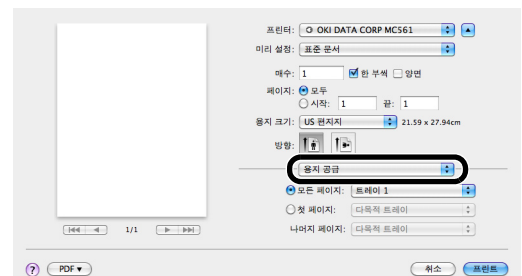 프린터: OKI DATA CORP MC561
미리 설정: 표준 문서
매수: 1 한 부씩 양면
페이지: 모두
시작: 1 끝: 1
용지 크기: US 편지지 21.59 x 27.94cm
방향:
용지 공급
모든 페이지: 트레이 1
첫 페이지: 다목적 트레이
나머지 페이지: 다목적 트레이
1/1
? PDF 취소 프린트